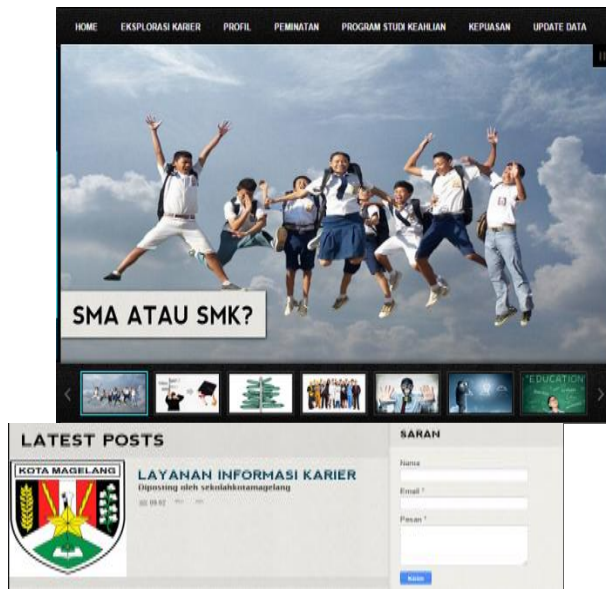 HOME EKSPLORASI KARIER PROFIL PEMINATAN PROGRAM STUDI KEAHLIAN KEPUASAN UPDATE DATA
SMA ATAU SMK?
"EDUCATION
LATEST POSTS
KOTA MAGELANG
LAYANAN INFORMASI KARIER
Diposting oleh sekolahkotamagelang
SARAN
Nama
Email *
Pesan *